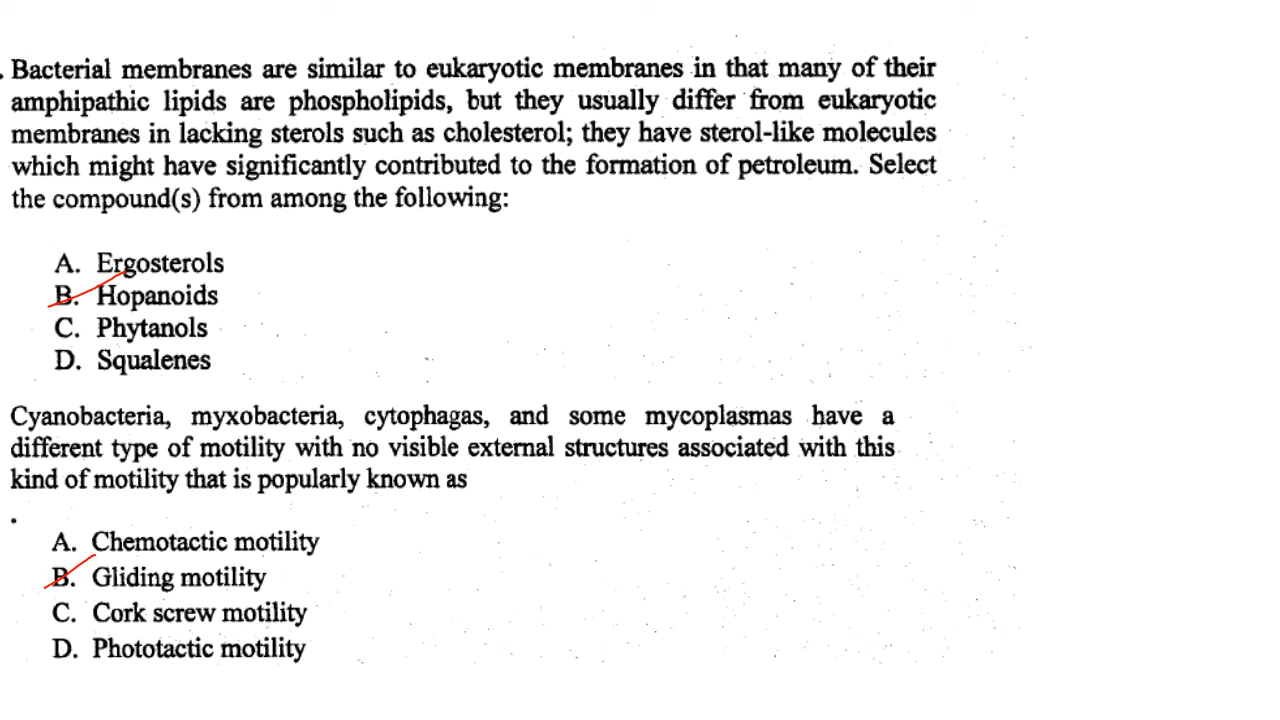 . Bacterial membranes are similar to eukaryotic membranes in that many of their
amphipathic lipids are phospholipids, but they usually differ from eukaryotic
membranes in lacking sterols such as cholesterol; they have sterol-like molecules
which might have significantly contributed to the formation of petroleum. Select
the compound(s) from among the following:
A. Ergosterols
B. Hopanoids
C. Phytanols
D. Squalenes
Cyanobacteria, myxobacteria, cytophagas, and some mycoplasmas have a
different type of motility with no visible external structures associated with this
kind of motility that is popularly known as
A. Chemotactic motility
B. Gliding motility
C. Cork screw motility
D. Phototactic motility